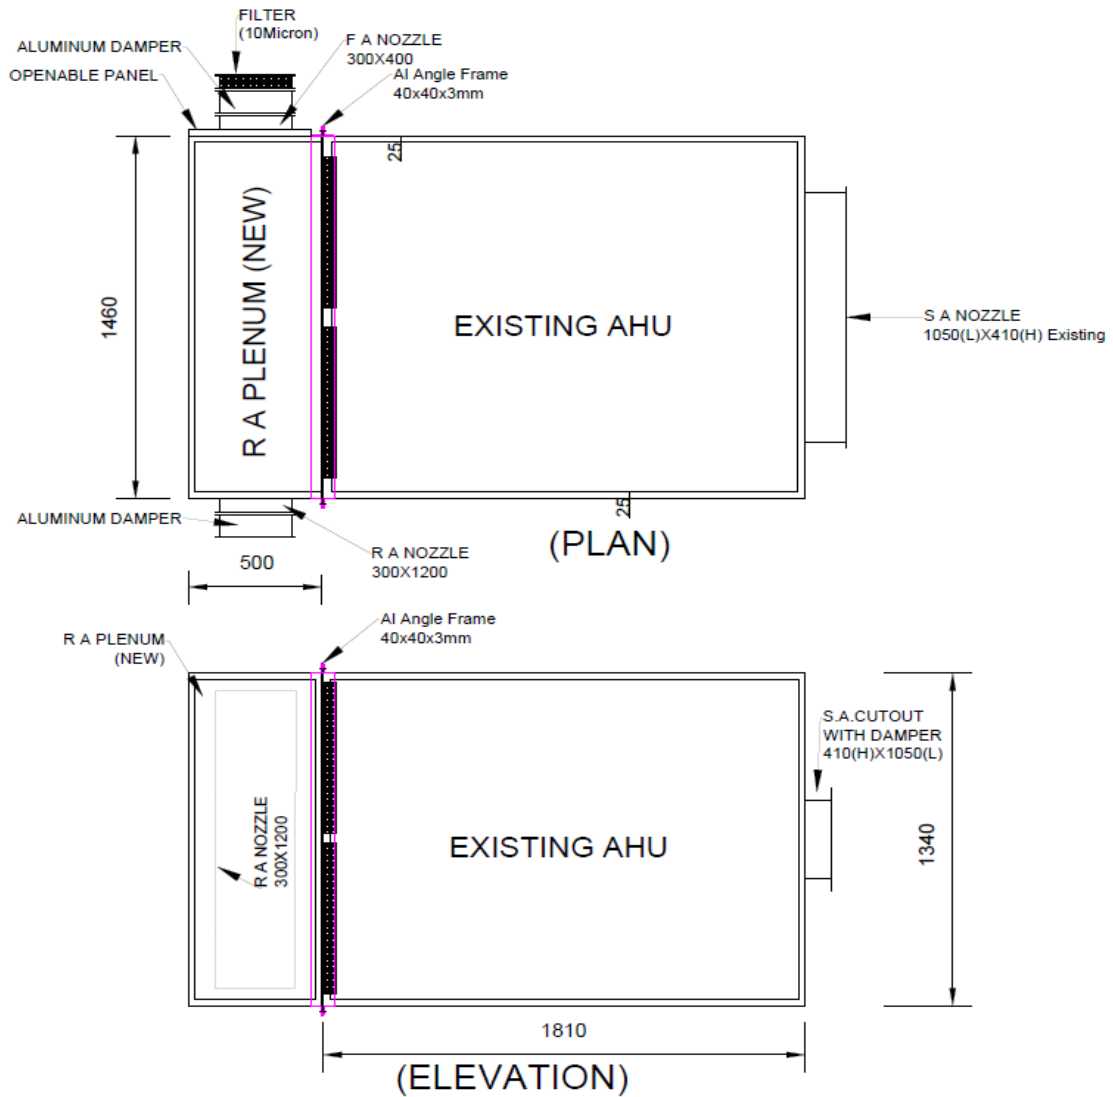 FILTER
(10Micron)
ALUMINUM DAMPER
F A NOZZLE
300X400
OPENABLE PANEL
Al Angle Frame
40x40x3mm
25
1460
R A PLENUM (NEW)
EXISTING AHU
S A NOZZLE
1050(L)X410(H) Existing
25
ALUMINUM DAMPER
(PLAN)
R A NOZZLE
300X1200
500
Al Angle Frame
40x40x3mm
R A PLENUM
(NEW)
S.A.CUTOUT
WITH DAMPER
410(H)X1050(L)
R A NOZZLE
300X1200
EXISTING AHU
1340
1810
(ELEVATION)